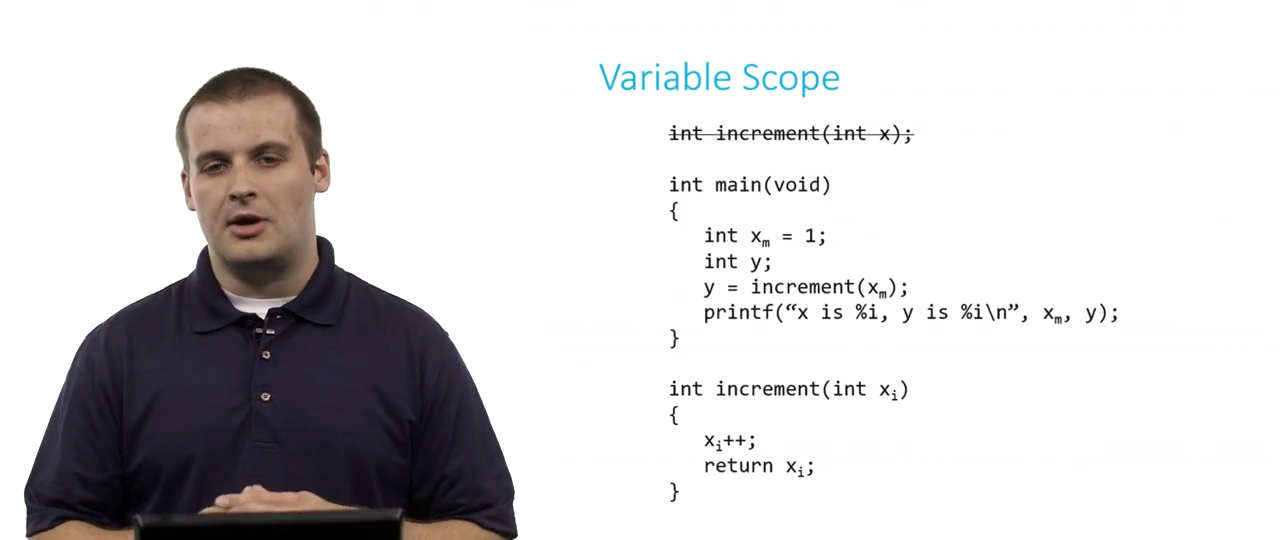 Variable Scope
int increment(int x);
int main(void)
{
int xₘ = 1;
int y;
y = increment(xₘ);
printf(“x is %i, y is %i\n”, xₘ, y);
}
int increment(int xᵢ)
{
xᵢ++;
return xᵢ;
}